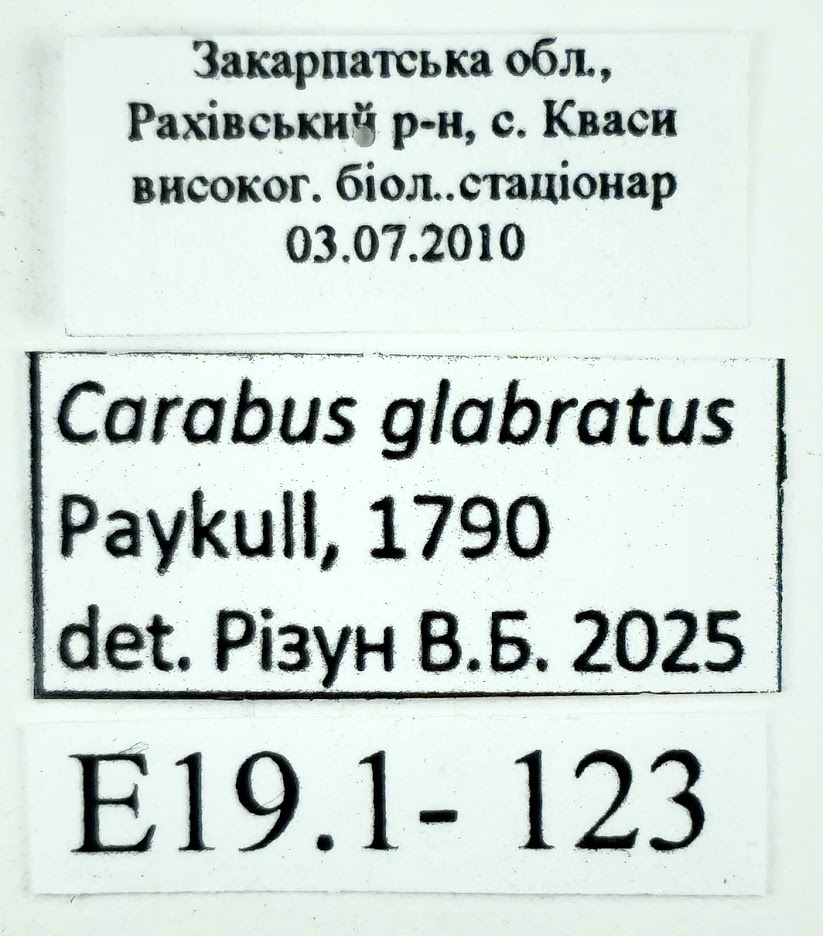 Закарпатська обл.,
Рахівський р-н, с. Кваси
високог. біол..стаціонар
03.07.2010
Carabus glabratus
Paykull, 1790
det. Різун В.Б. 2025
E19.1- 123